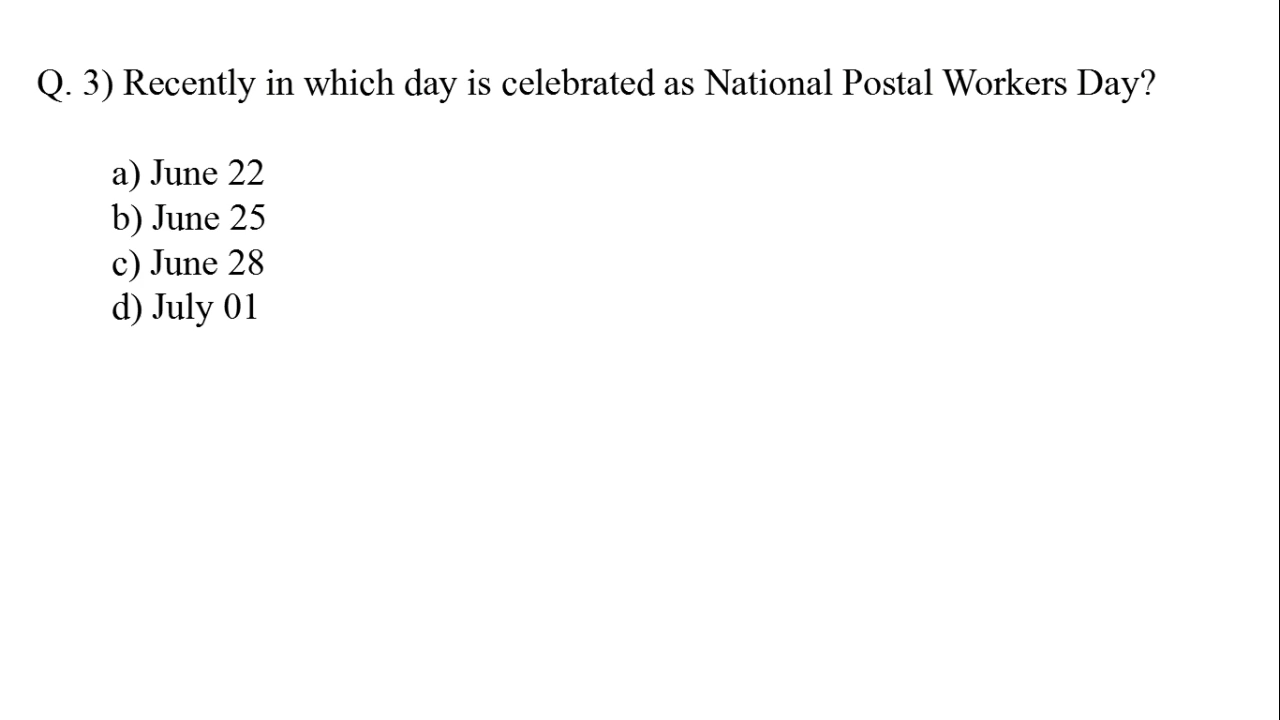 Q. 3) Recently in which day is celebrated as National Postal Workers Day?
a) June 22
b) June 25
c) June 28
d) July 01